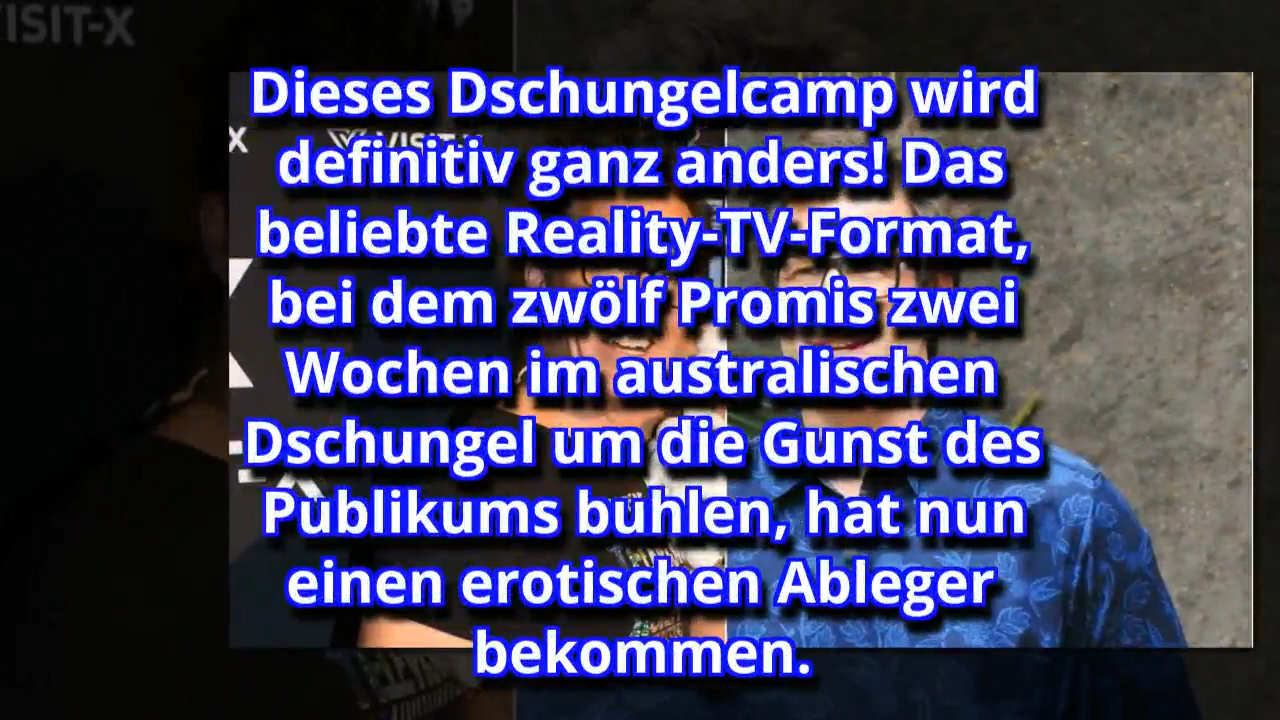 VISIT-X
Dieses Dschungelcamp wird
definitiv ganz anders! Das
beliebte Reality-TV-Format,
bei dem zwölf Promis zwei
Wochen im australischen
Dschungel um die Gunst des
Publikums buhlen, hat nun
einen erotischen Ableger
bekommen.